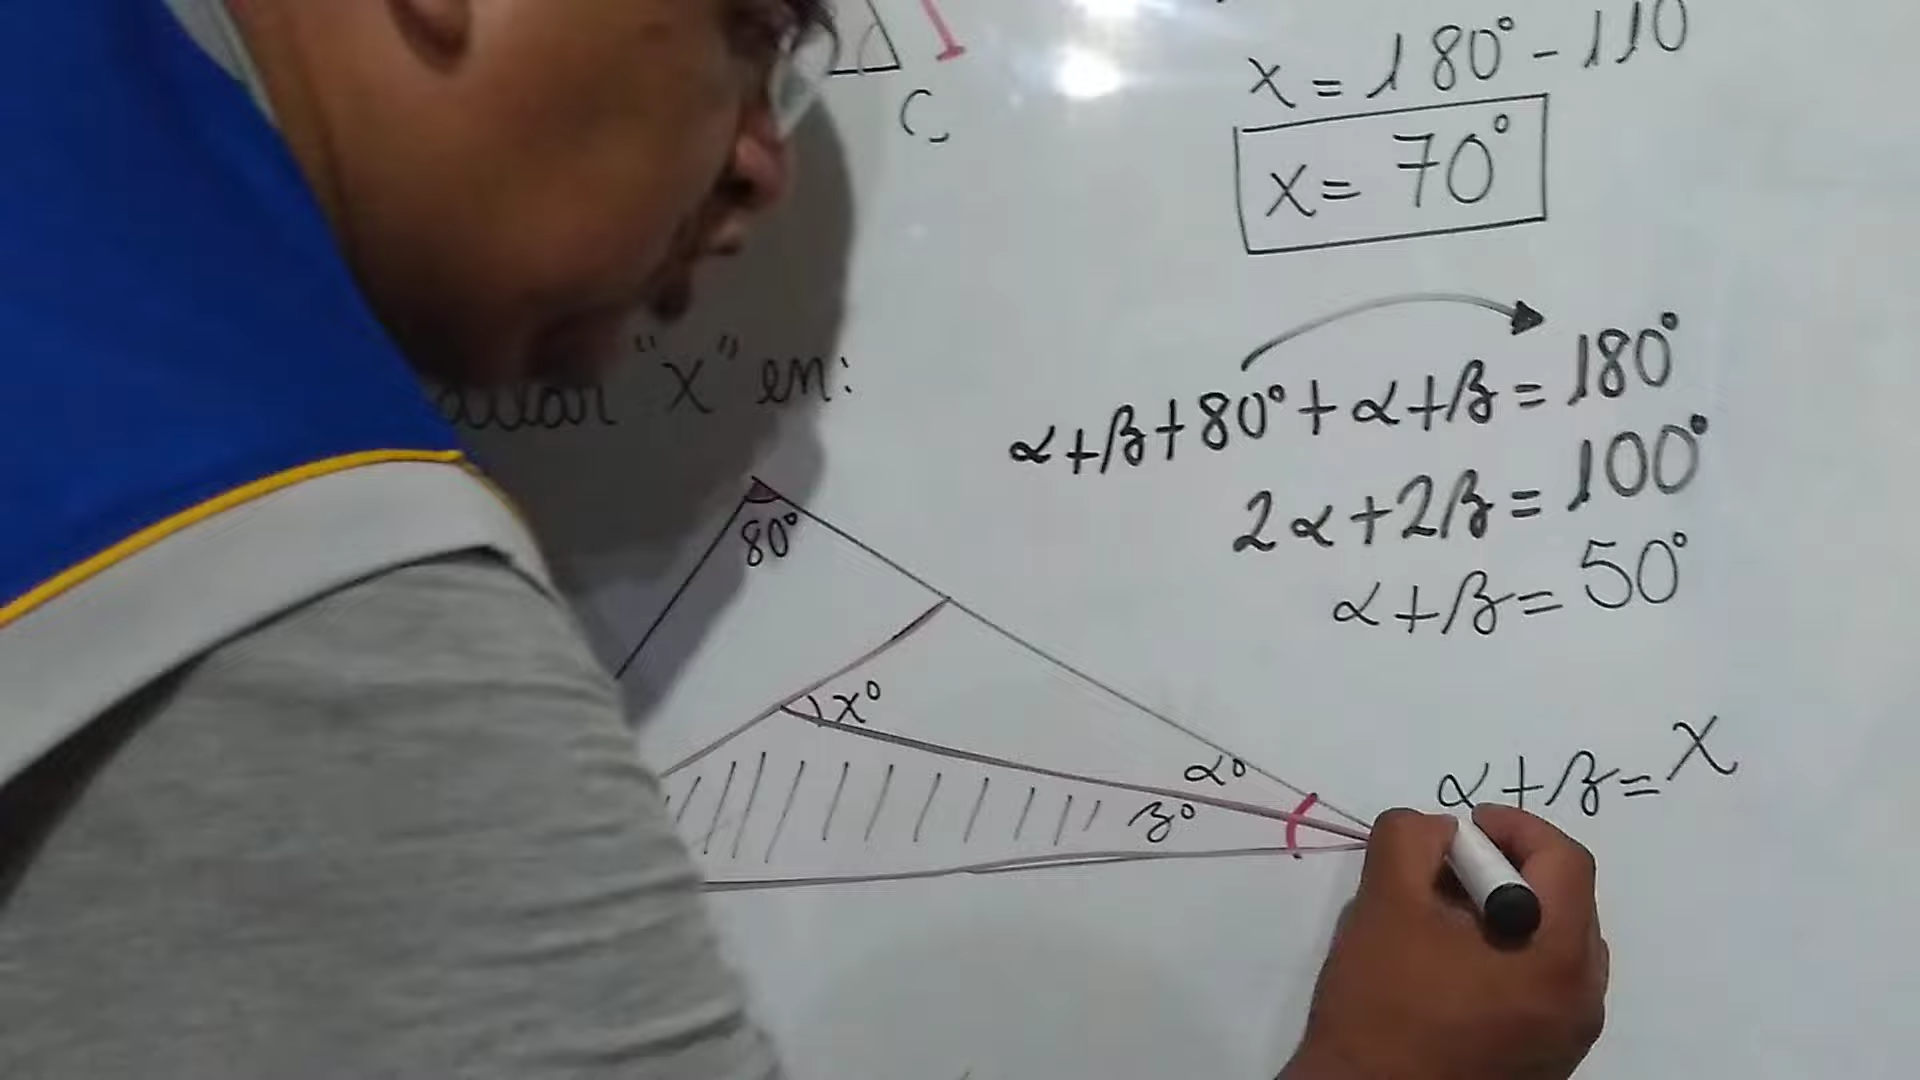 C
x = 180° - 110
x = 70°
"x" en:
α+β+80°+α+β = 180°
2α+2β = 100°
α+β = 50°
80°
x°
α°
β°
α+β = x